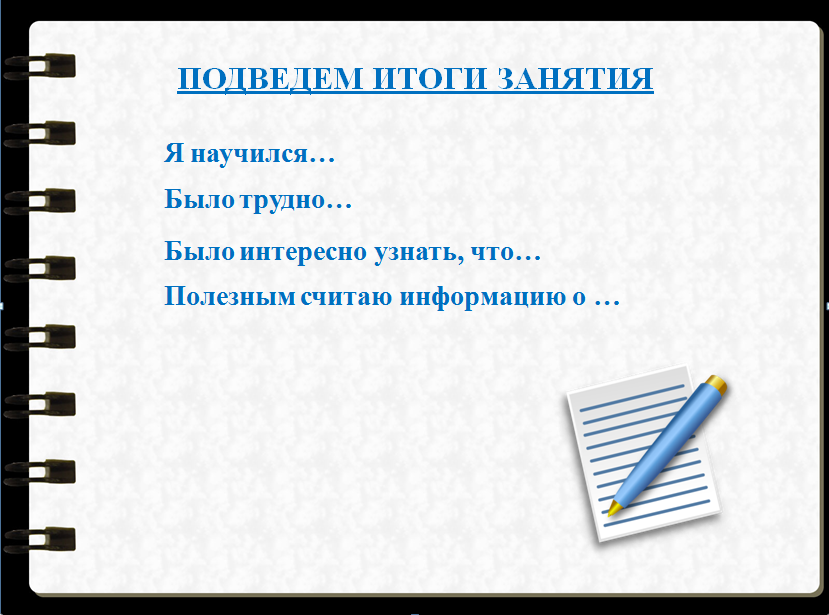 ПОДВЕДЕМ ИТОГИ ЗАНЯТИЯ
Я научился…
Было трудно…
Было интересно узнать, что…
Полезным считаю информацию о …